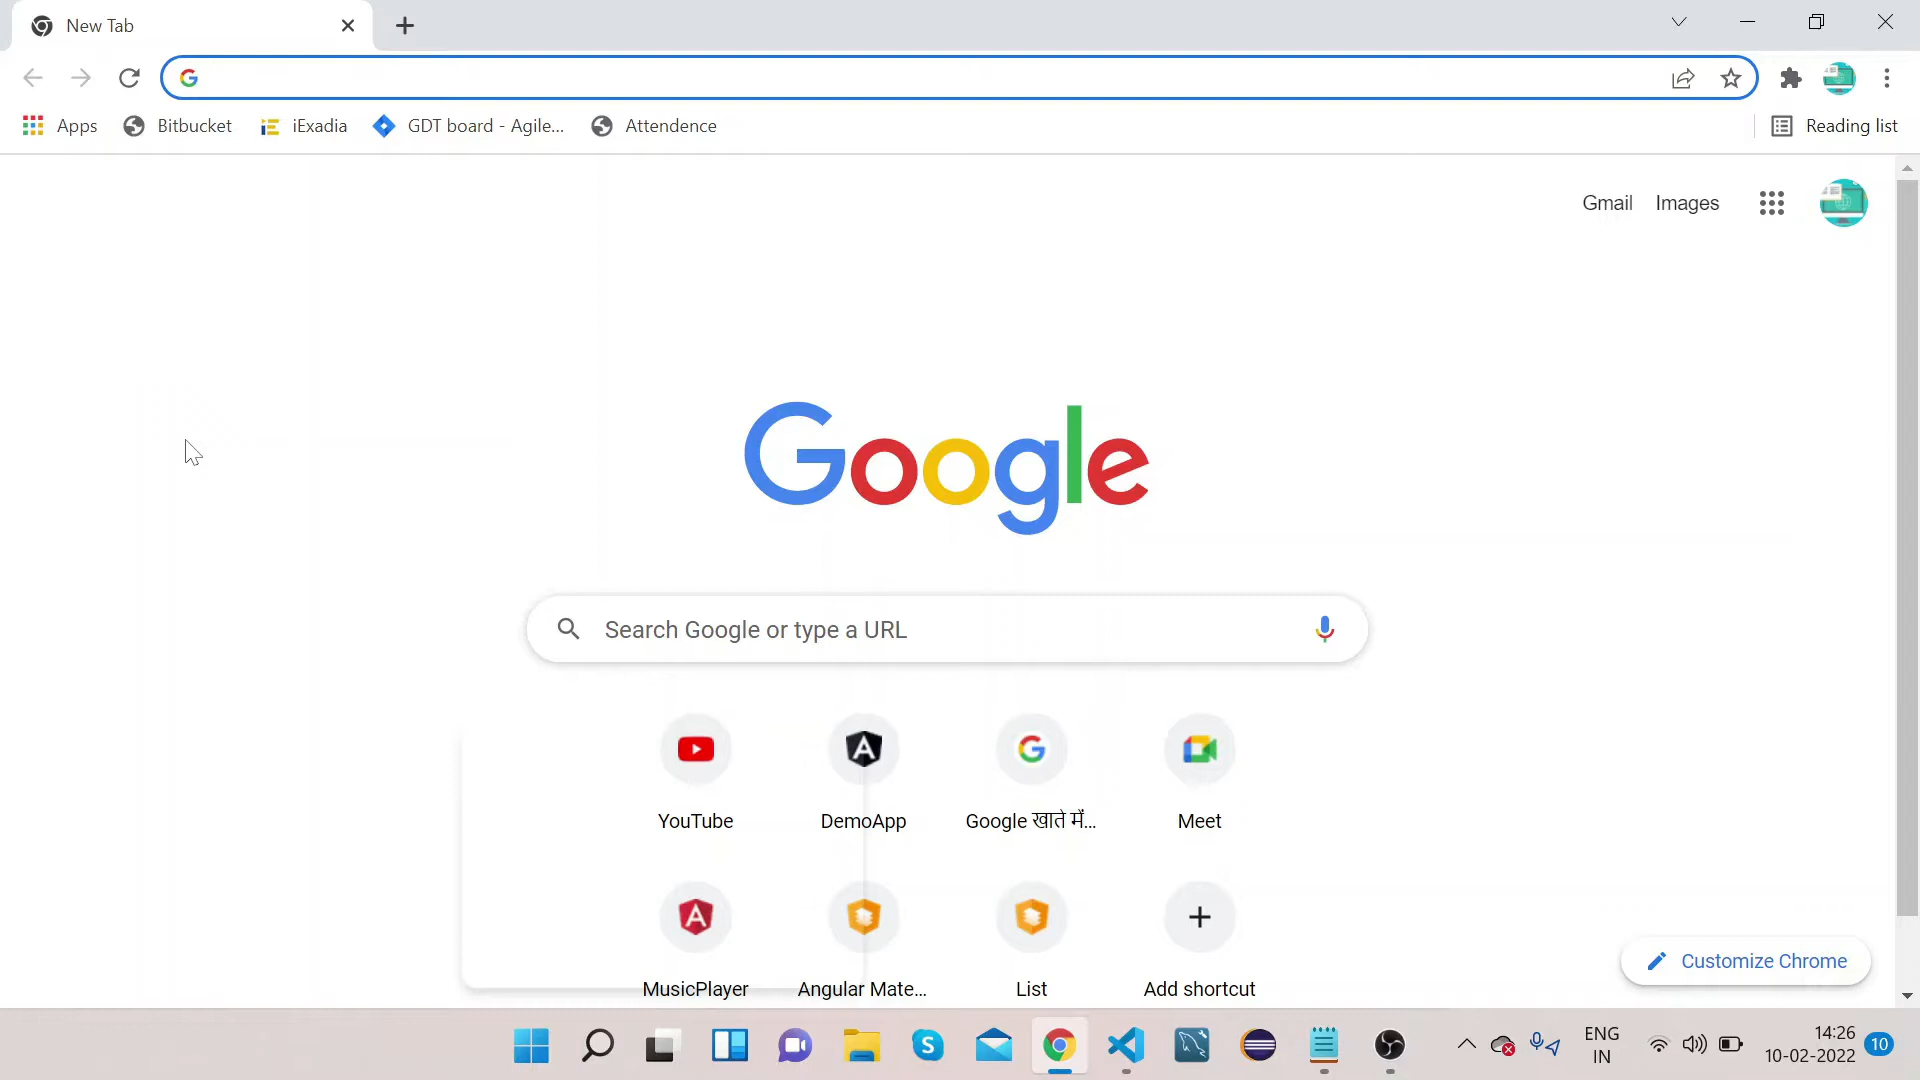 New Tab
Apps Bitbucket iExadia GDT board - Agile... Attendence Reading list
Gmail Images
Google
Search Google or type a URL
YouTube DemoApp Google खाते में... Meet
MusicPlayer Angular Mate... List Add shortcut
Customize Chrome
ENG 14:26
IN 10-02-2022 10